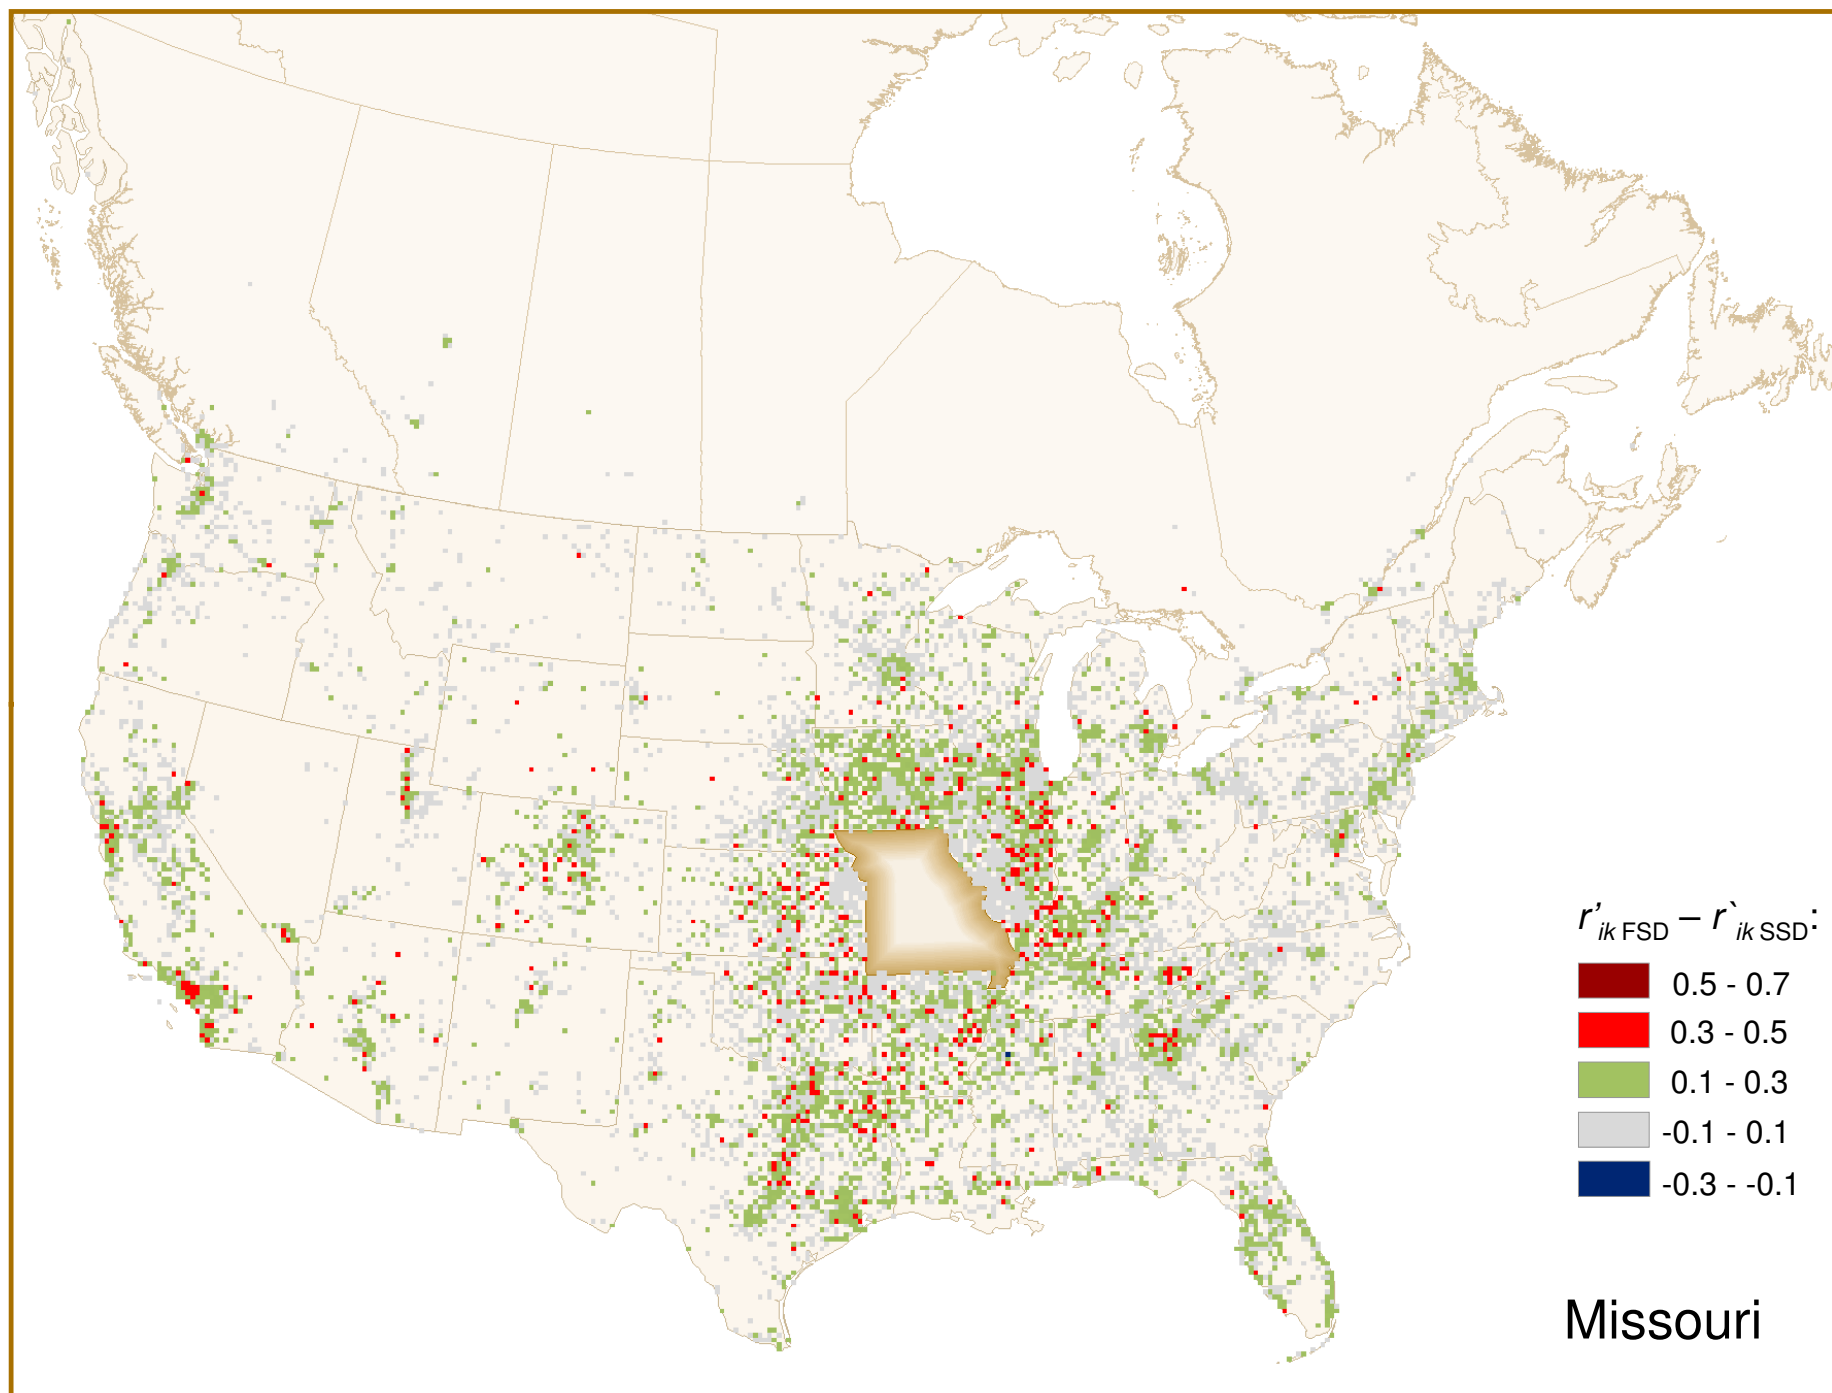 r’ik FSD – r`ik SSD:
0.5 - 0.7
0.3 - 0.5
0.1 - 0.3
-0.1 - 0.1
-0.3 - -0.1
Missouri